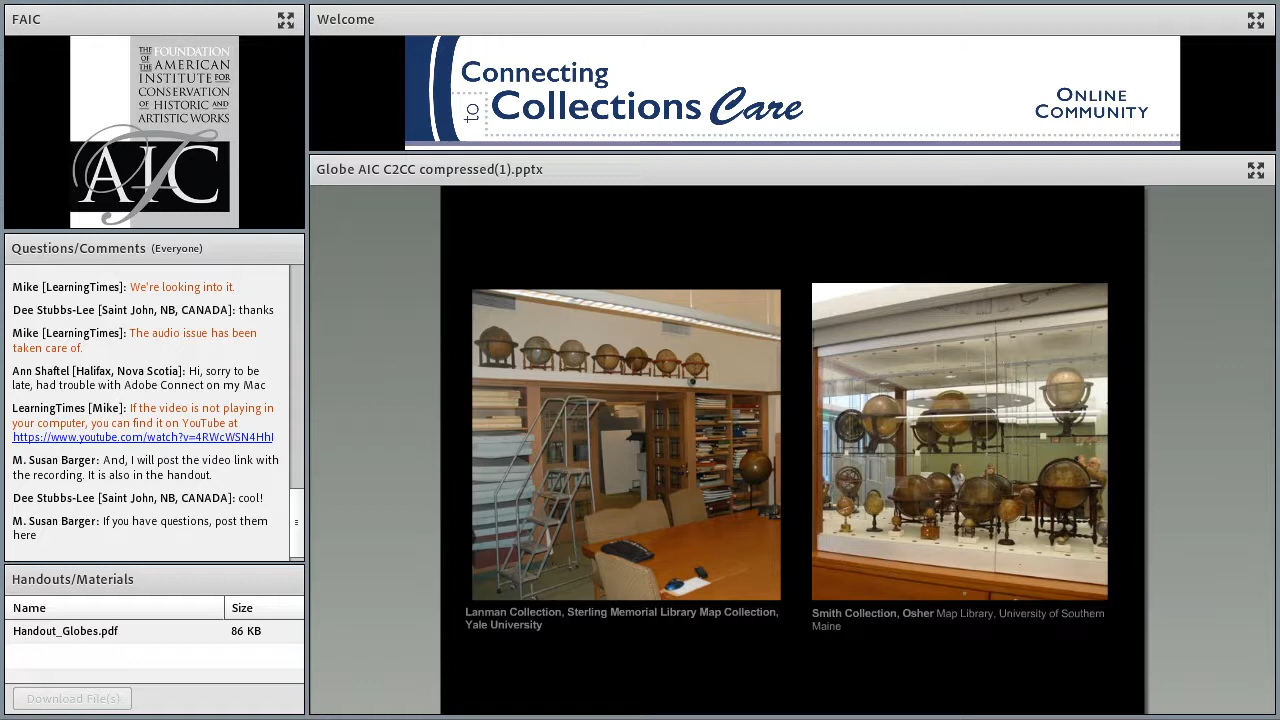 FAIC
THE FOUNDATION
OF THE AMERICAN
INSTITUTE FOR
CONSERVATION
OF HISTORIC AND
ARTISTIC WORKS
AIC
Welcome
Connecting
to Collections Care
ONLINE
COMMUNITY
Globe AIC C2CC compressed(1).pptx
Questions/Comments (Everyone)
Mike [LearningTimes]: We're looking into it.
Dee Stubbs-Lee [Saint John, NB, CANADA]: thanks
Mike [LearningTimes]: The audio issue has been
taken care of.
Ann Shaftel [Halifax, Nova Scotia]: Hi, sorry to be
late, had trouble with Adobe Connect on my Mac
LearningTimes [Mike]: If the video is not playing in
your computer, you can find it on YouTube at
https://www.youtube.com/watch?v=4RWcWSN4HhI
M. Susan Barger: And, I will post the video link with
the recording. It is also in the handout.
Dee Stubbs-Lee [Saint John, NB, CANADA]: cool!
M. Susan Barger: If you have questions, post them
here
Handouts/Materials
Name Size
Handout_Globes.pdf 86 KB
Download File(s)
Lanman Collection, Sterling Memorial Library Map Collection,
Yale University
Smith Collection, Osher Map Library, University of Southern
Maine